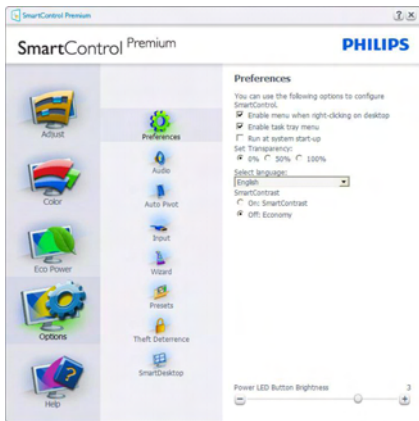 SmartControl Premium
SmartControl Premium
PHILIPS
Adjust
Color
Eco Power
Options
Help
Preferences
Audio
Auto Pivot
Input
Wizard
Presets
Theft Deterrence
SmartDesktop
Preferences
You can use the following options to configure
SmartControl.
Enable menu when right-clicking on desktop
Enable task tray menu
Run at system start-up
Set Transparency:
0% 50% 100%
Select language:
English
SmartContrast
On: SmartContrast
Off: Economy
Power LED Button Brightness 3